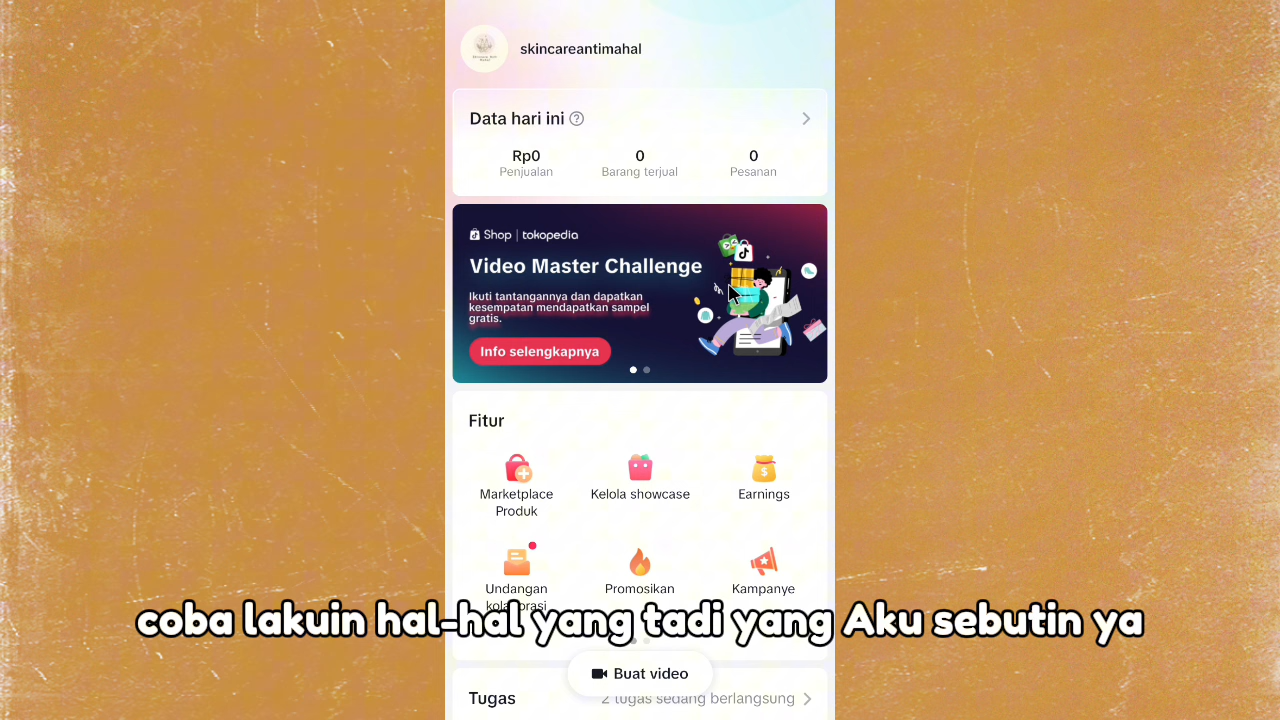 skincareantimahal
Data hari ini
Rp0
Penjualan
0
Barang terjual
0
Pesanan
Shop | tokopedia
Video Master Challenge
Ikuti tantangannya dan dapatkan
kesempatan mendapatkan sampel
gratis.
Info selengkapnya
Fitur
Marketplace
Produk
Kelola showcase
Earnings
Undangan
kolaborasi
Promosikan
Kampanye
coba lakuin hal-hal yang tadi yang Aku sebutin ya
Buat video
Tugas
2 tugas sedang berlangsung